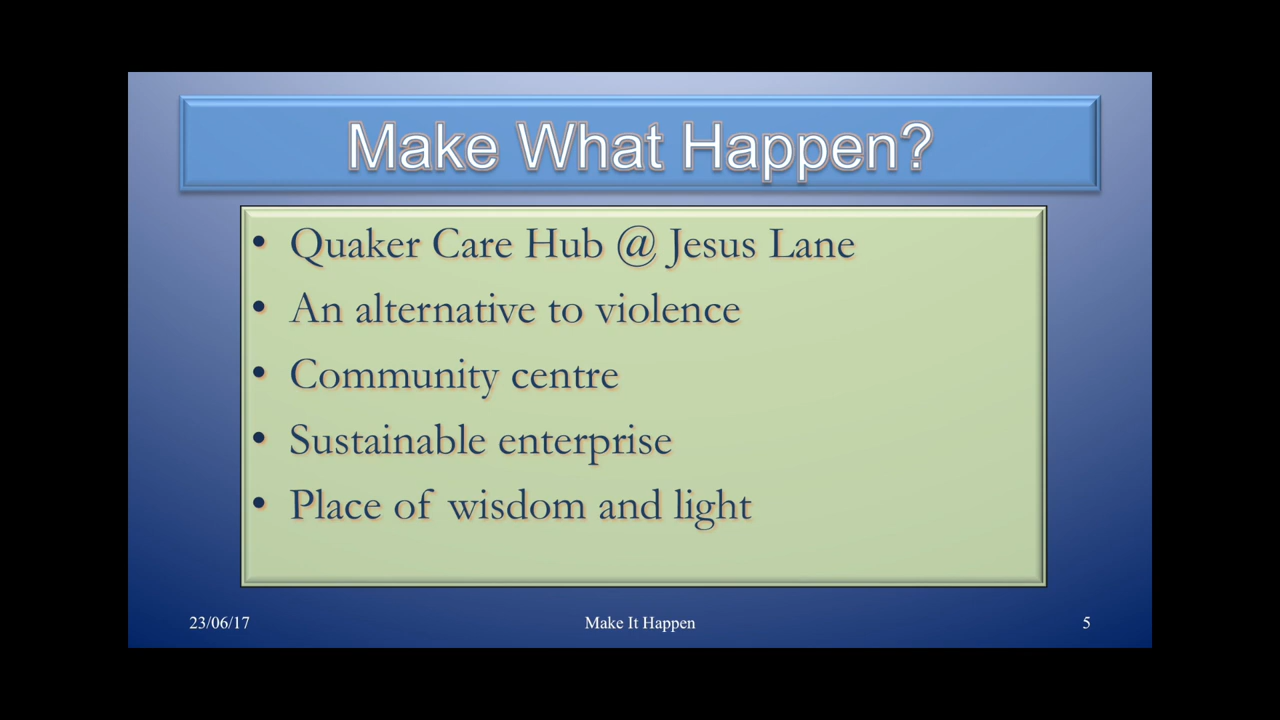 Make What Happen?
• Quaker Care Hub @ Jesus Lane
• An alternative to violence
• Community centre
• Sustainable enterprise
• Place of wisdom and light
23/06/17 Make It Happen 5